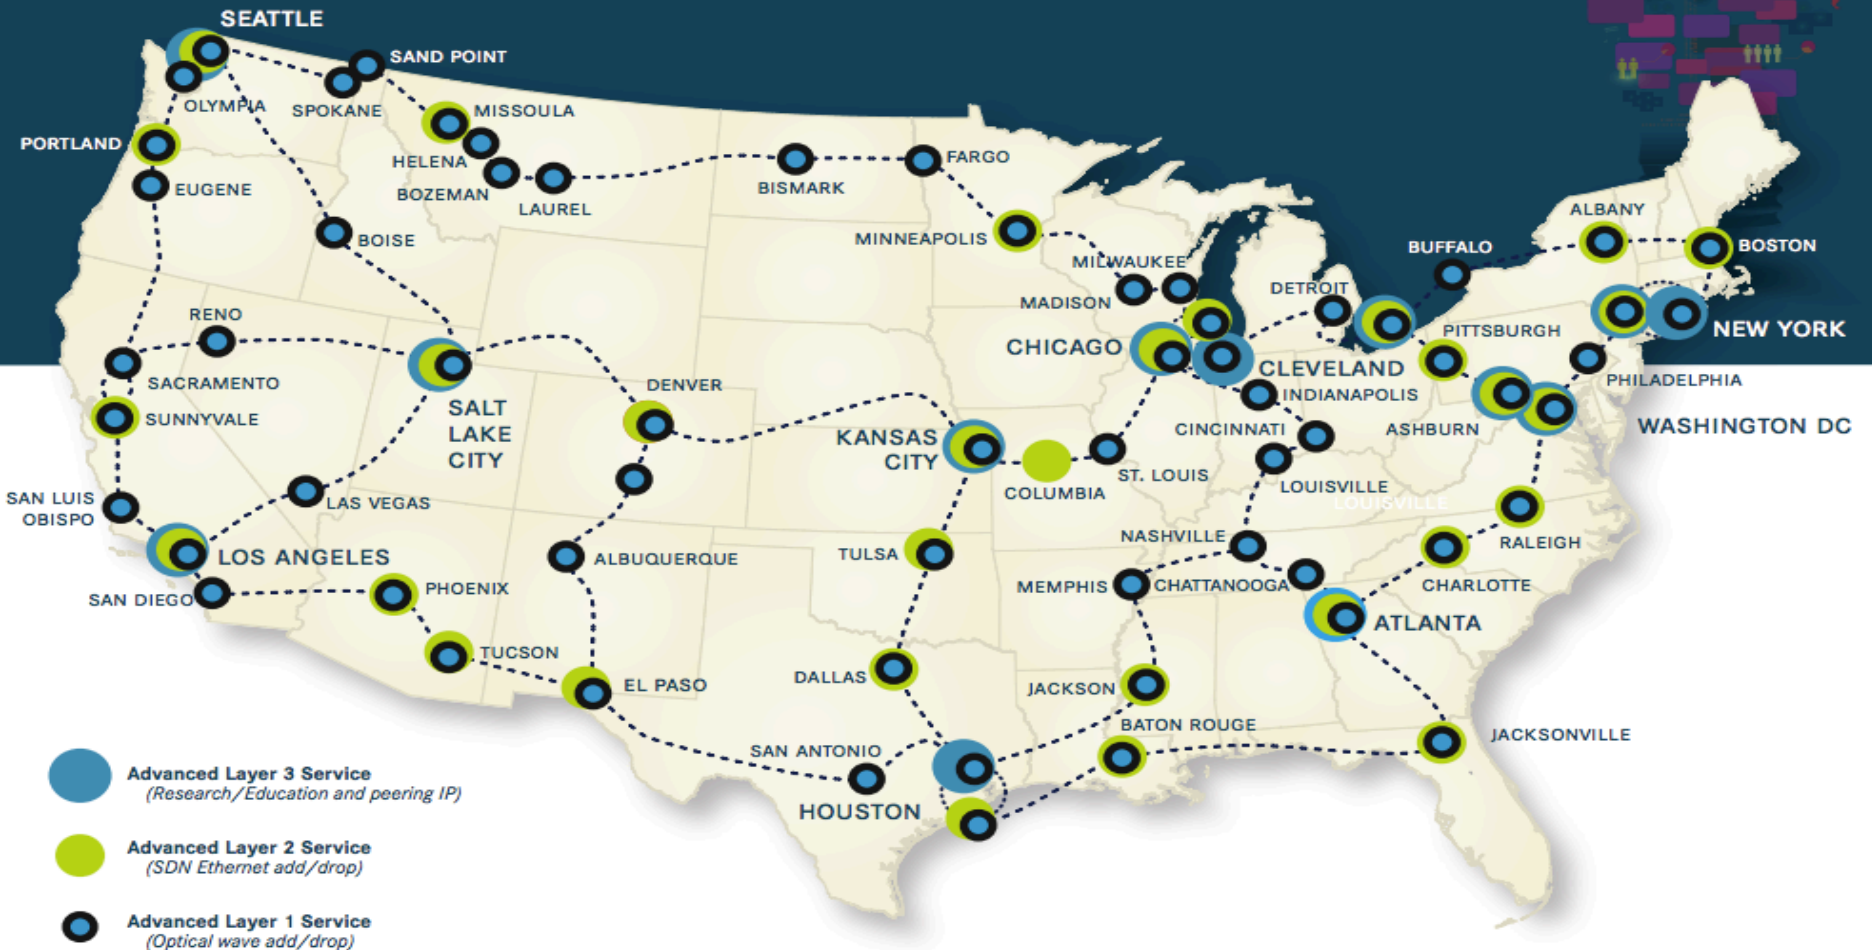 SEATTLE
SAND POINT
OLYMPIA
SPOKANE
MISSOULA
PORTLAND
HELENA
FARGO
EUGENE
BOZEMAN
BISMARK
LAUREL
ALBANY
BOISE
MINNEAPOLIS
BUFFALO
BOSTON
MILWAUKEE
MADISON
DETROIT
RENO
PITTSBURGH
NEW YORK
CHICAGO
CLEVELAND
SACRAMENTO
DENVER
INDIANAPOLIS
PHILADELPHIA
SALT
LAKE
CITY
SUNNYVALE
KANSAS
CITY
CINCINNATI
ASHBURN
WASHINGTON DC
ST. LOUIS
COLUMBIA
LOUISVILLE
LOUISVILLE
SAN LUIS
OBISPO
LAS VEGAS
NASHVILLE
RALEIGH
LOS ANGELES
ALBUQUERQUE
TULSA
MEMPHIS
CHATTANOOGA
CHARLOTTE
SAN DIEGO
PHOENIX
ATLANTA
TUCSON
EL PASO
DALLAS
JACKSON
BATON ROUGE
JACKSONVILLE
SAN ANTONIO
HOUSTON
Advanced Layer 3 Service
(Research/Education and peering IP)
Advanced Layer 2 Service
(SDN Ethernet add/drop)
Advanced Layer 1 Service
(Optical wave add/drop)